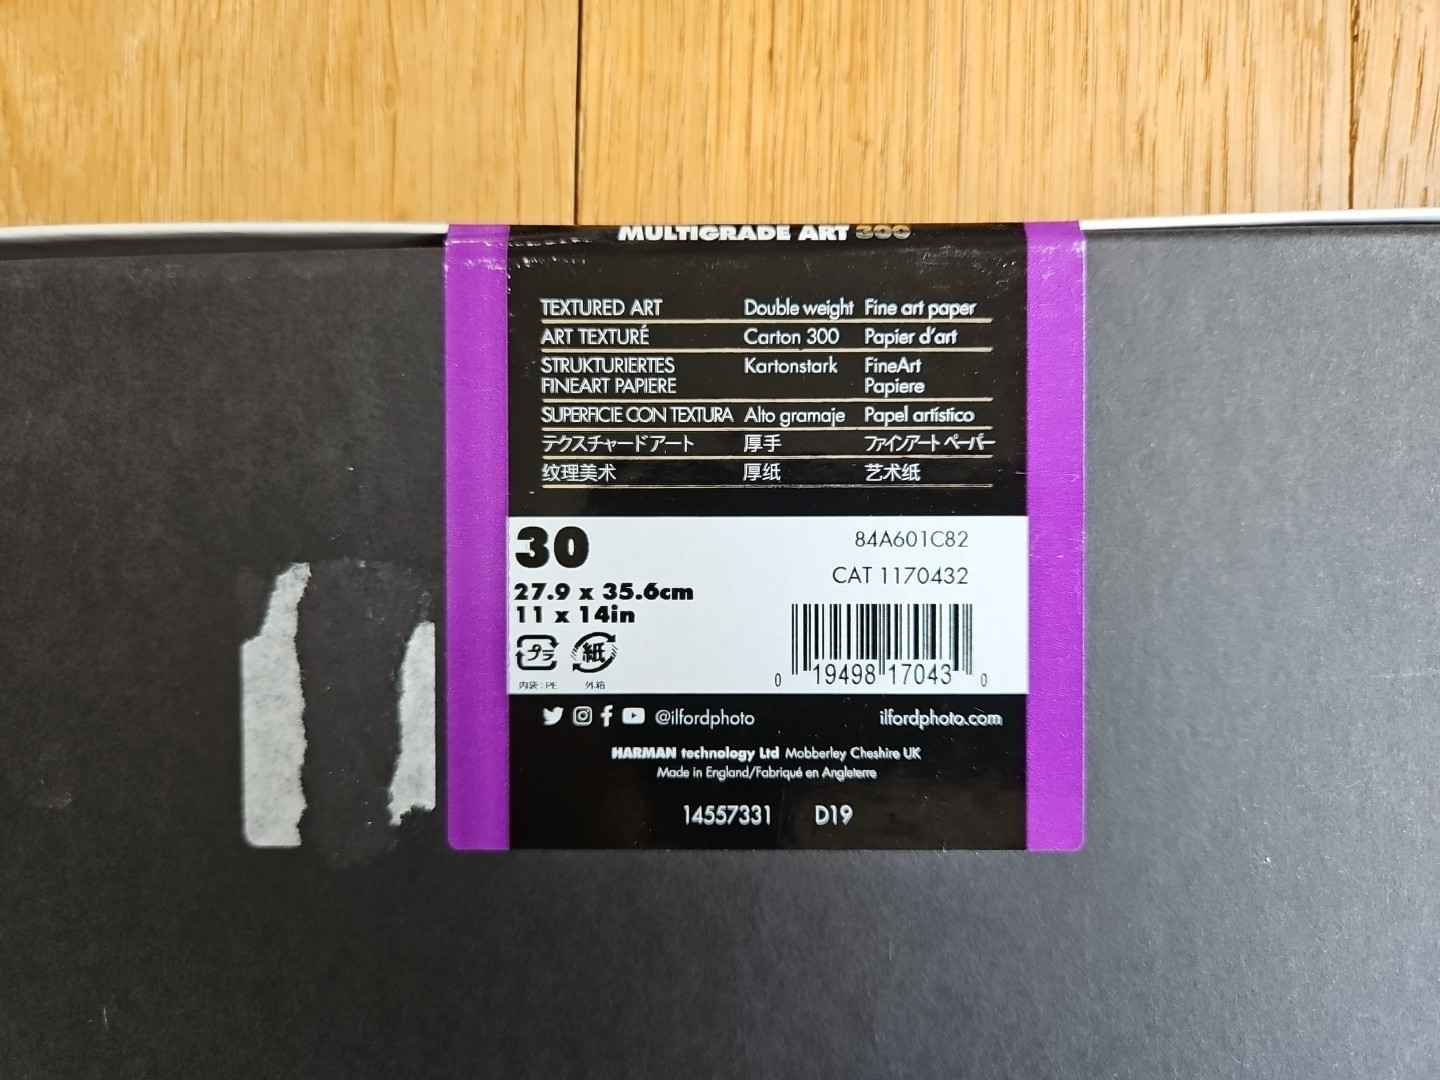 MULTIGRADE ART 300
TEXTURED ART Double weight Fine art paper
ART TEXTURÉ Carton 300 Papier d'art
STRUKTURIERTES Kartonstark FineArt
FINEART PAPIERE Papiere
SUPERFICIE CON TEXTURA Alto gramaje Papel artístico
テクスチャードアート 厚手 ファインアート ペーパー
纹理美术 厚纸 艺术纸
30
84A601C82
27.9 x 35.6cm
CAT 1170432
11 x 14in
プラ 紙
内袋:PE 外箱
0 19498 17043 0
@ilfordphoto ilfordphoto.com
HARMAN technology Ltd Mobberley Cheshire UK
Made in England/Fabriqué en Angleterre
14557331 D19